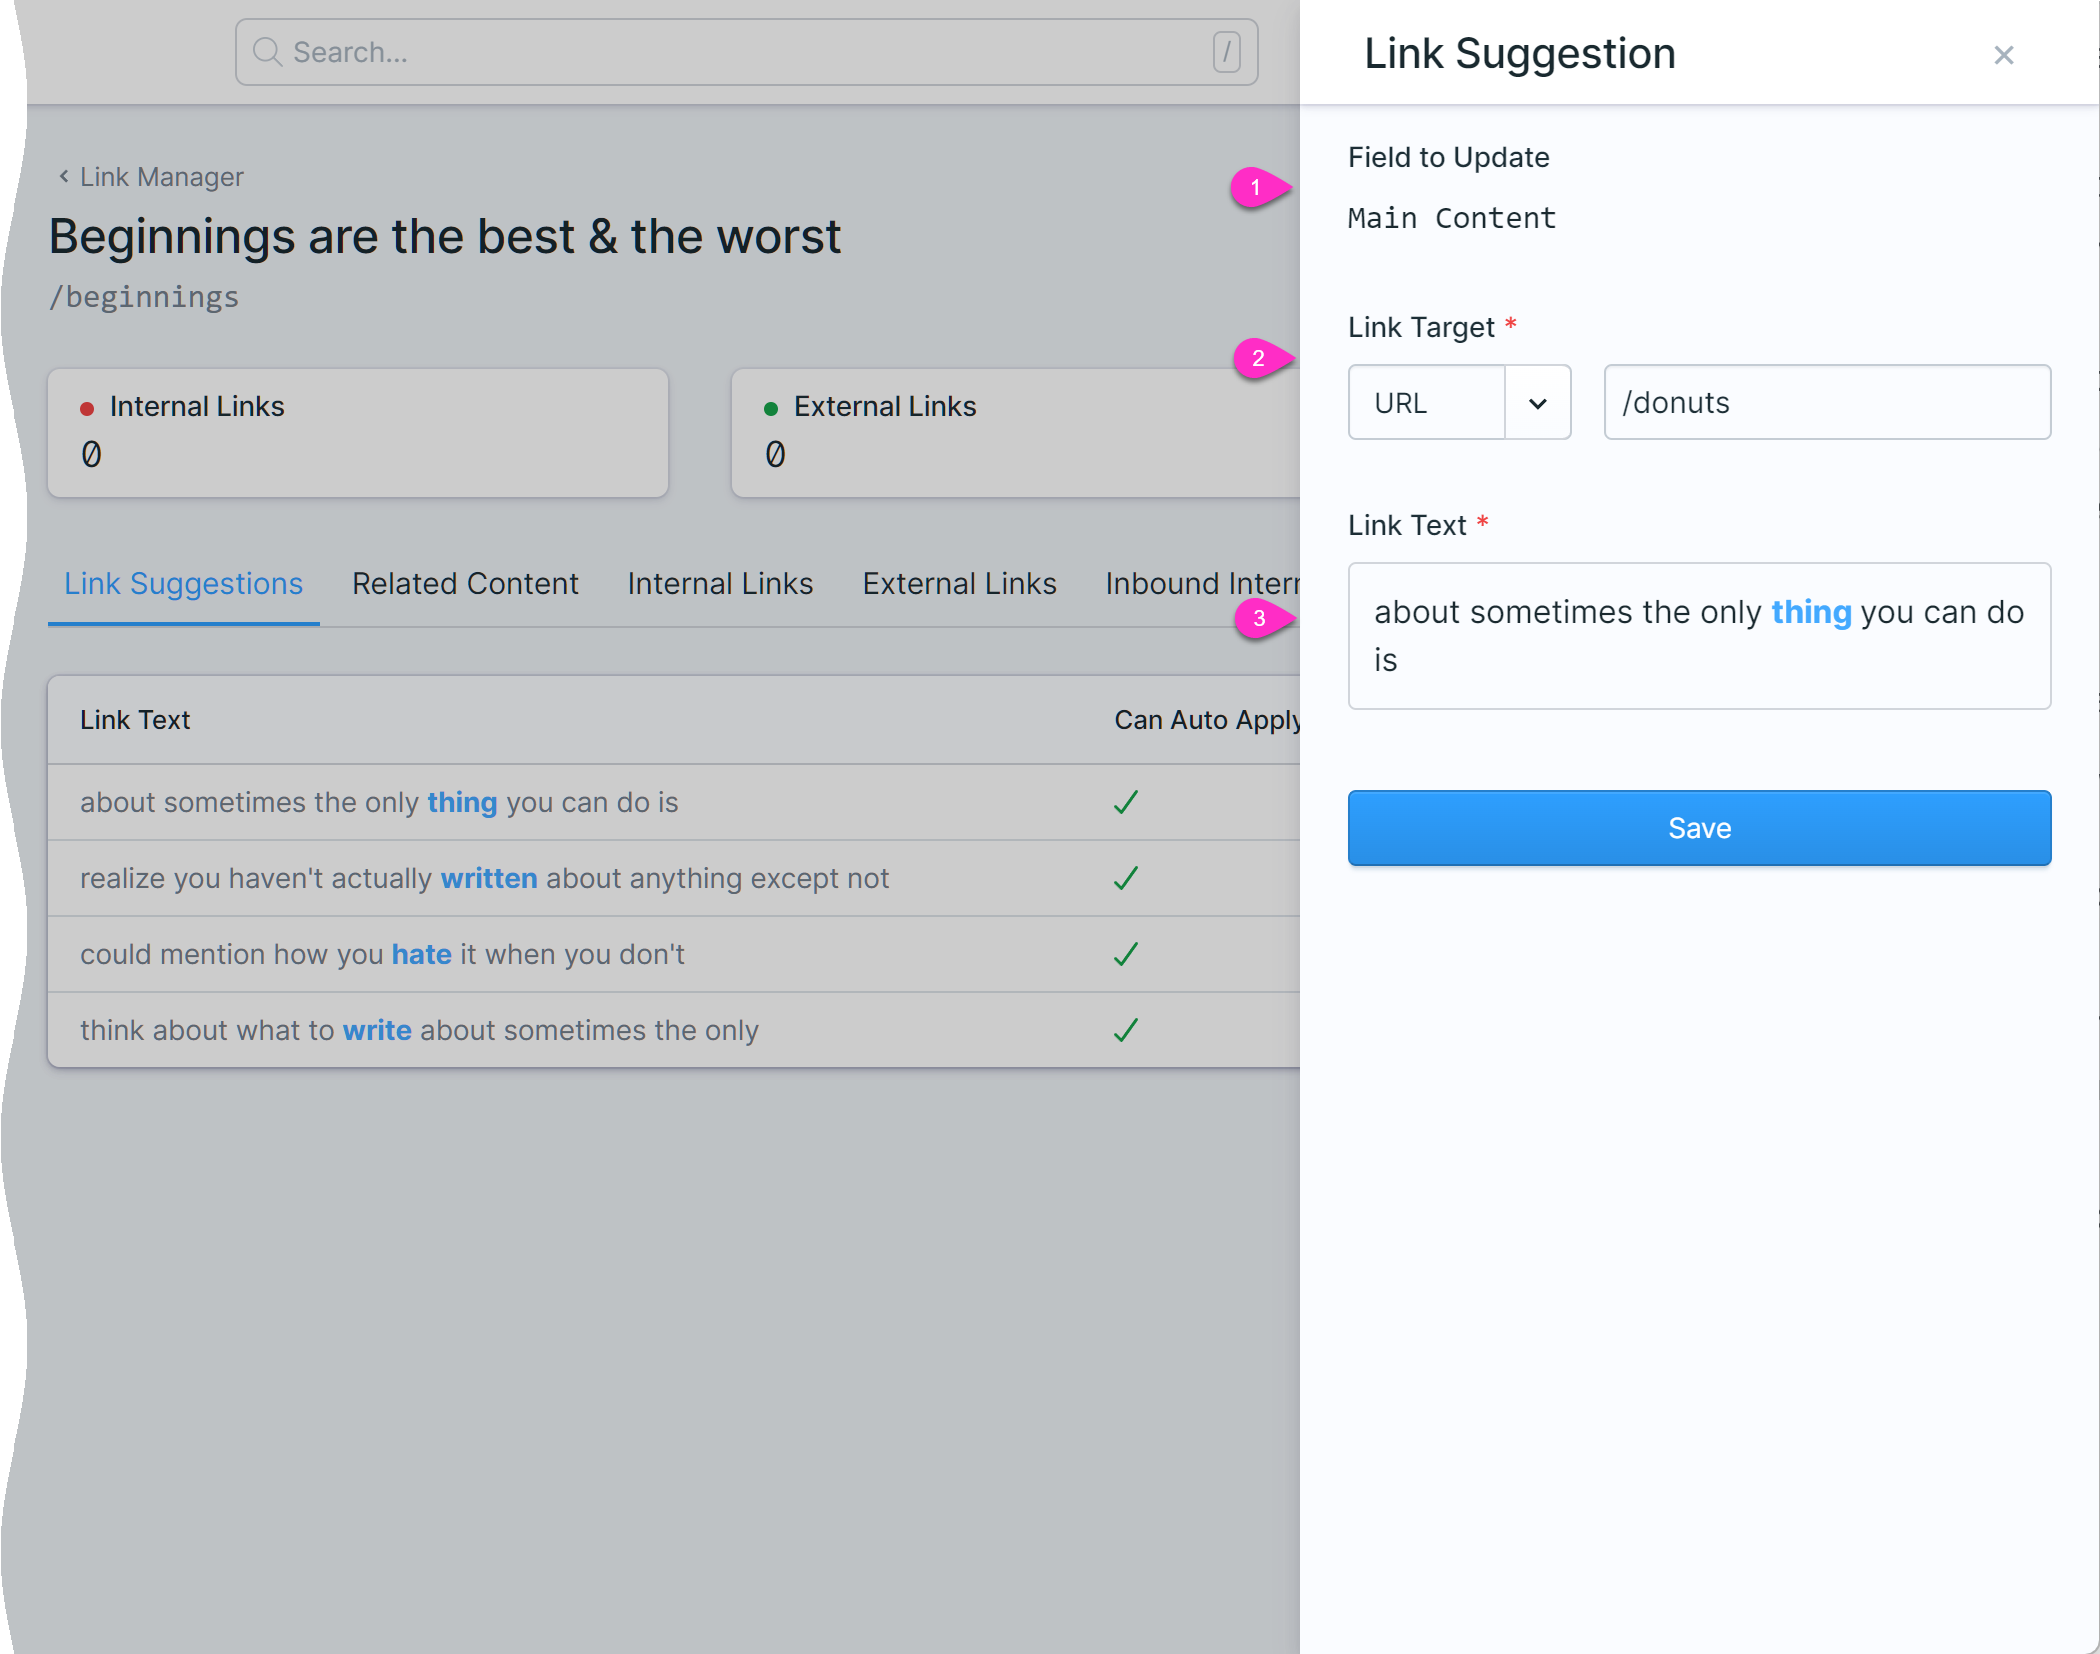 Search...
/
Link Suggestion
×
Field to Update
1
Main Content
‹ Link Manager
Beginnings are the best & the worst
/beginnings
Link Target *
2
URL
/donuts
Internal Links
0
External Links
0
Link Text *
Link Suggestions
Related Content
Internal Links
External Links
Inbound Intern
3
about sometimes the only thing you can do
is
Link Text
Can Auto Apply
about sometimes the only thing you can do is
Save
realize you haven't actually written about anything except not
could mention how you hate it when you don't
think about what to write about sometimes the only